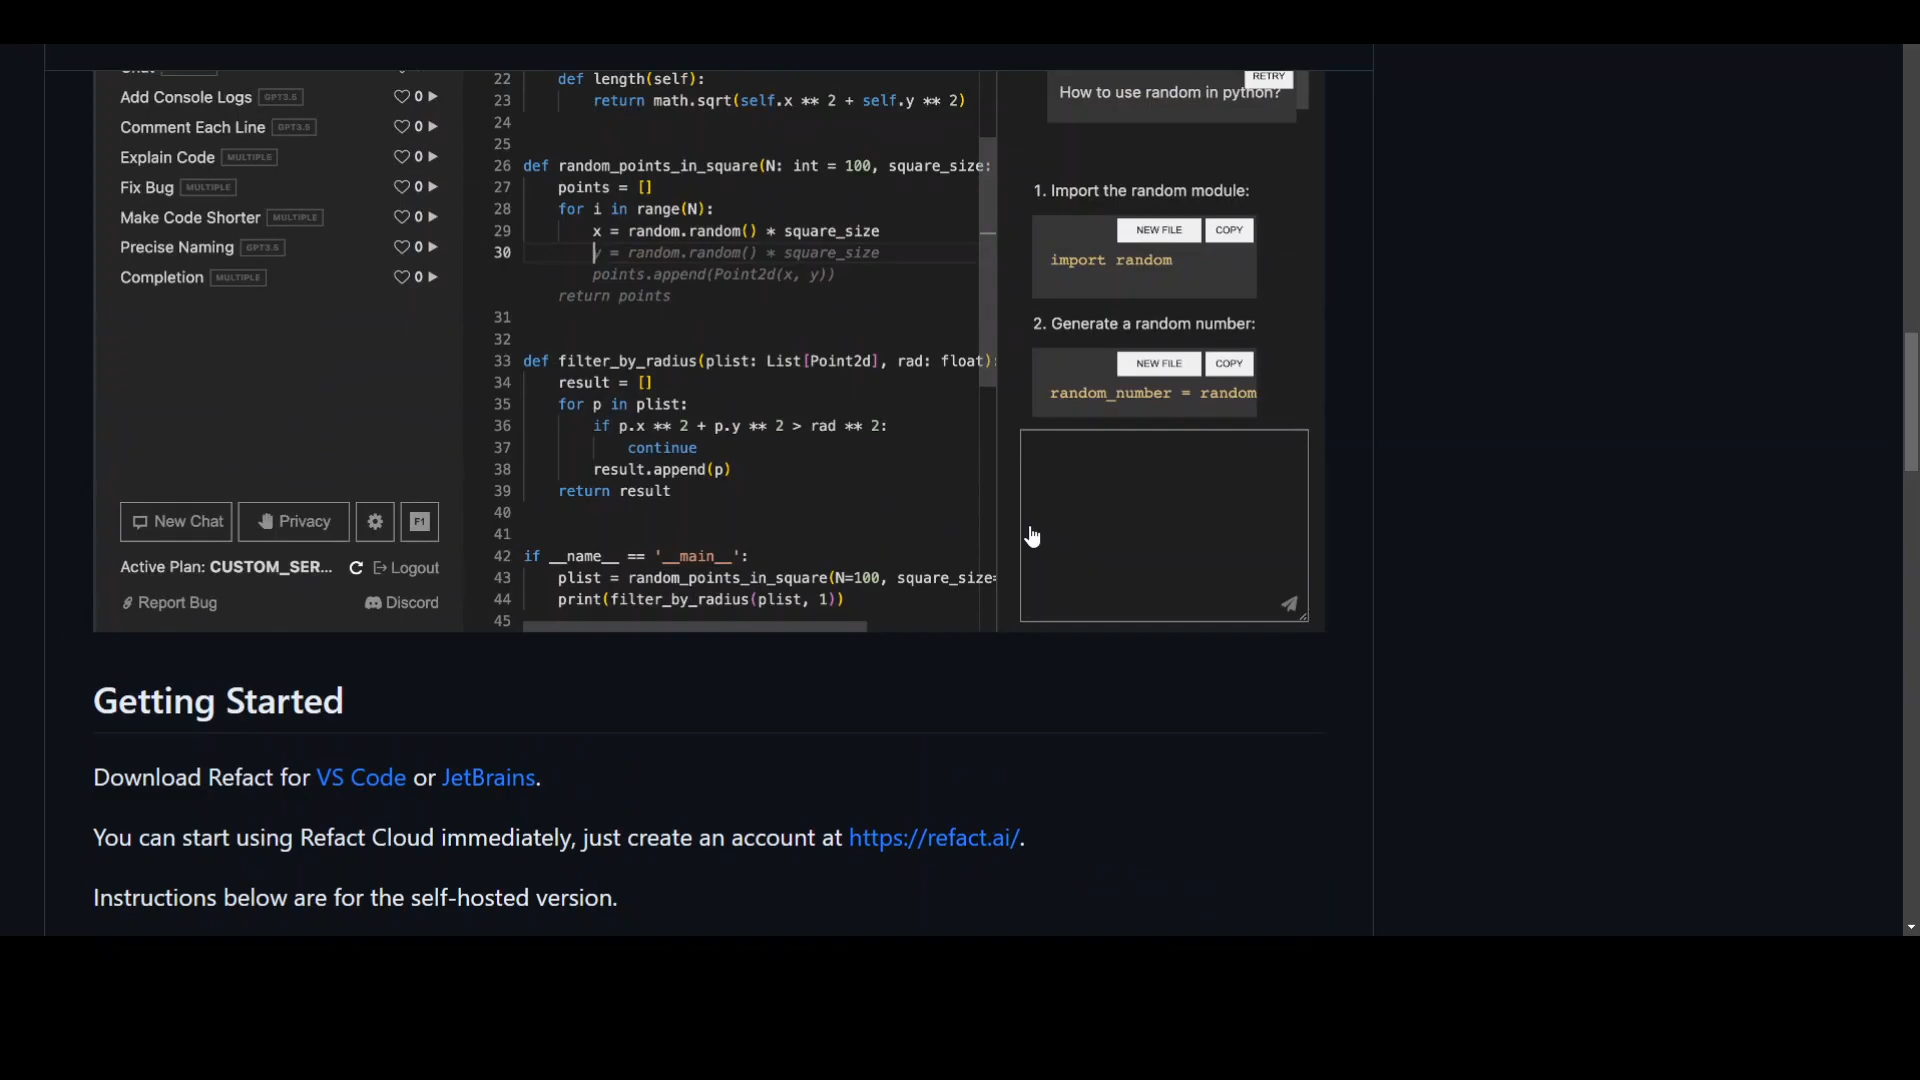 Add Console Logs GPT3.5 0
Comment Each Line GPT3.5 0
Explain Code MULTIPLE 0
Fix Bug MULTIPLE 0
Make Code Shorter MULTIPLE 0
Precise Naming GPT3.5 0
Completion MULTIPLE 0
New Chat Privacy F1
Active Plan: CUSTOM_SER... Logout
Report Bug Discord
22 def length(self):
23 return math.sqrt(self.x ** 2 + self.y ** 2)
24
25
26 def random_points_in_square(N: int = 100, square_size:
27 points = []
28 for i in range(N):
29 x = random.random() * square_size
30 y = random.random() * square_size
points.append(Point2d(x, y))
return points
31
32
33 def filter_by_radius(plist: List[Point2d], rad: float):
34 result = []
35 for p in plist:
36 if p.x ** 2 + p.y ** 2 > rad ** 2:
37 continue
38 result.append(p)
39 return result
40
41
42 if __name__ == '__main__':
43 plist = random_points_in_square(N=100, square_size=
44 print(filter_by_radius(plist, 1))
45
RETRY
How to use random in python?
1. Import the random module:
NEW FILE COPY
import random
2. Generate a random number:
NEW FILE COPY
random_number = random
Getting Started
Download Refact for VS Code or JetBrains.
You can start using Refact Cloud immediately, just create an account at https://refact.ai/.
Instructions below are for the self-hosted version.